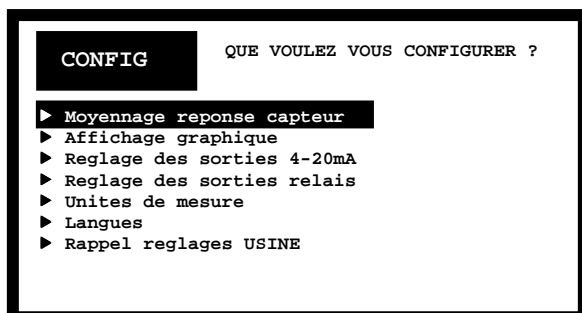 CONFIG
QUE VOULEZ VOUS CONFIGURER ?
Moyennage reponse capteur
Affichage graphique
Reglage des sorties 4-20mA
Reglage des sorties relais
Unites de mesure
Langues
Rappel reglages USINE